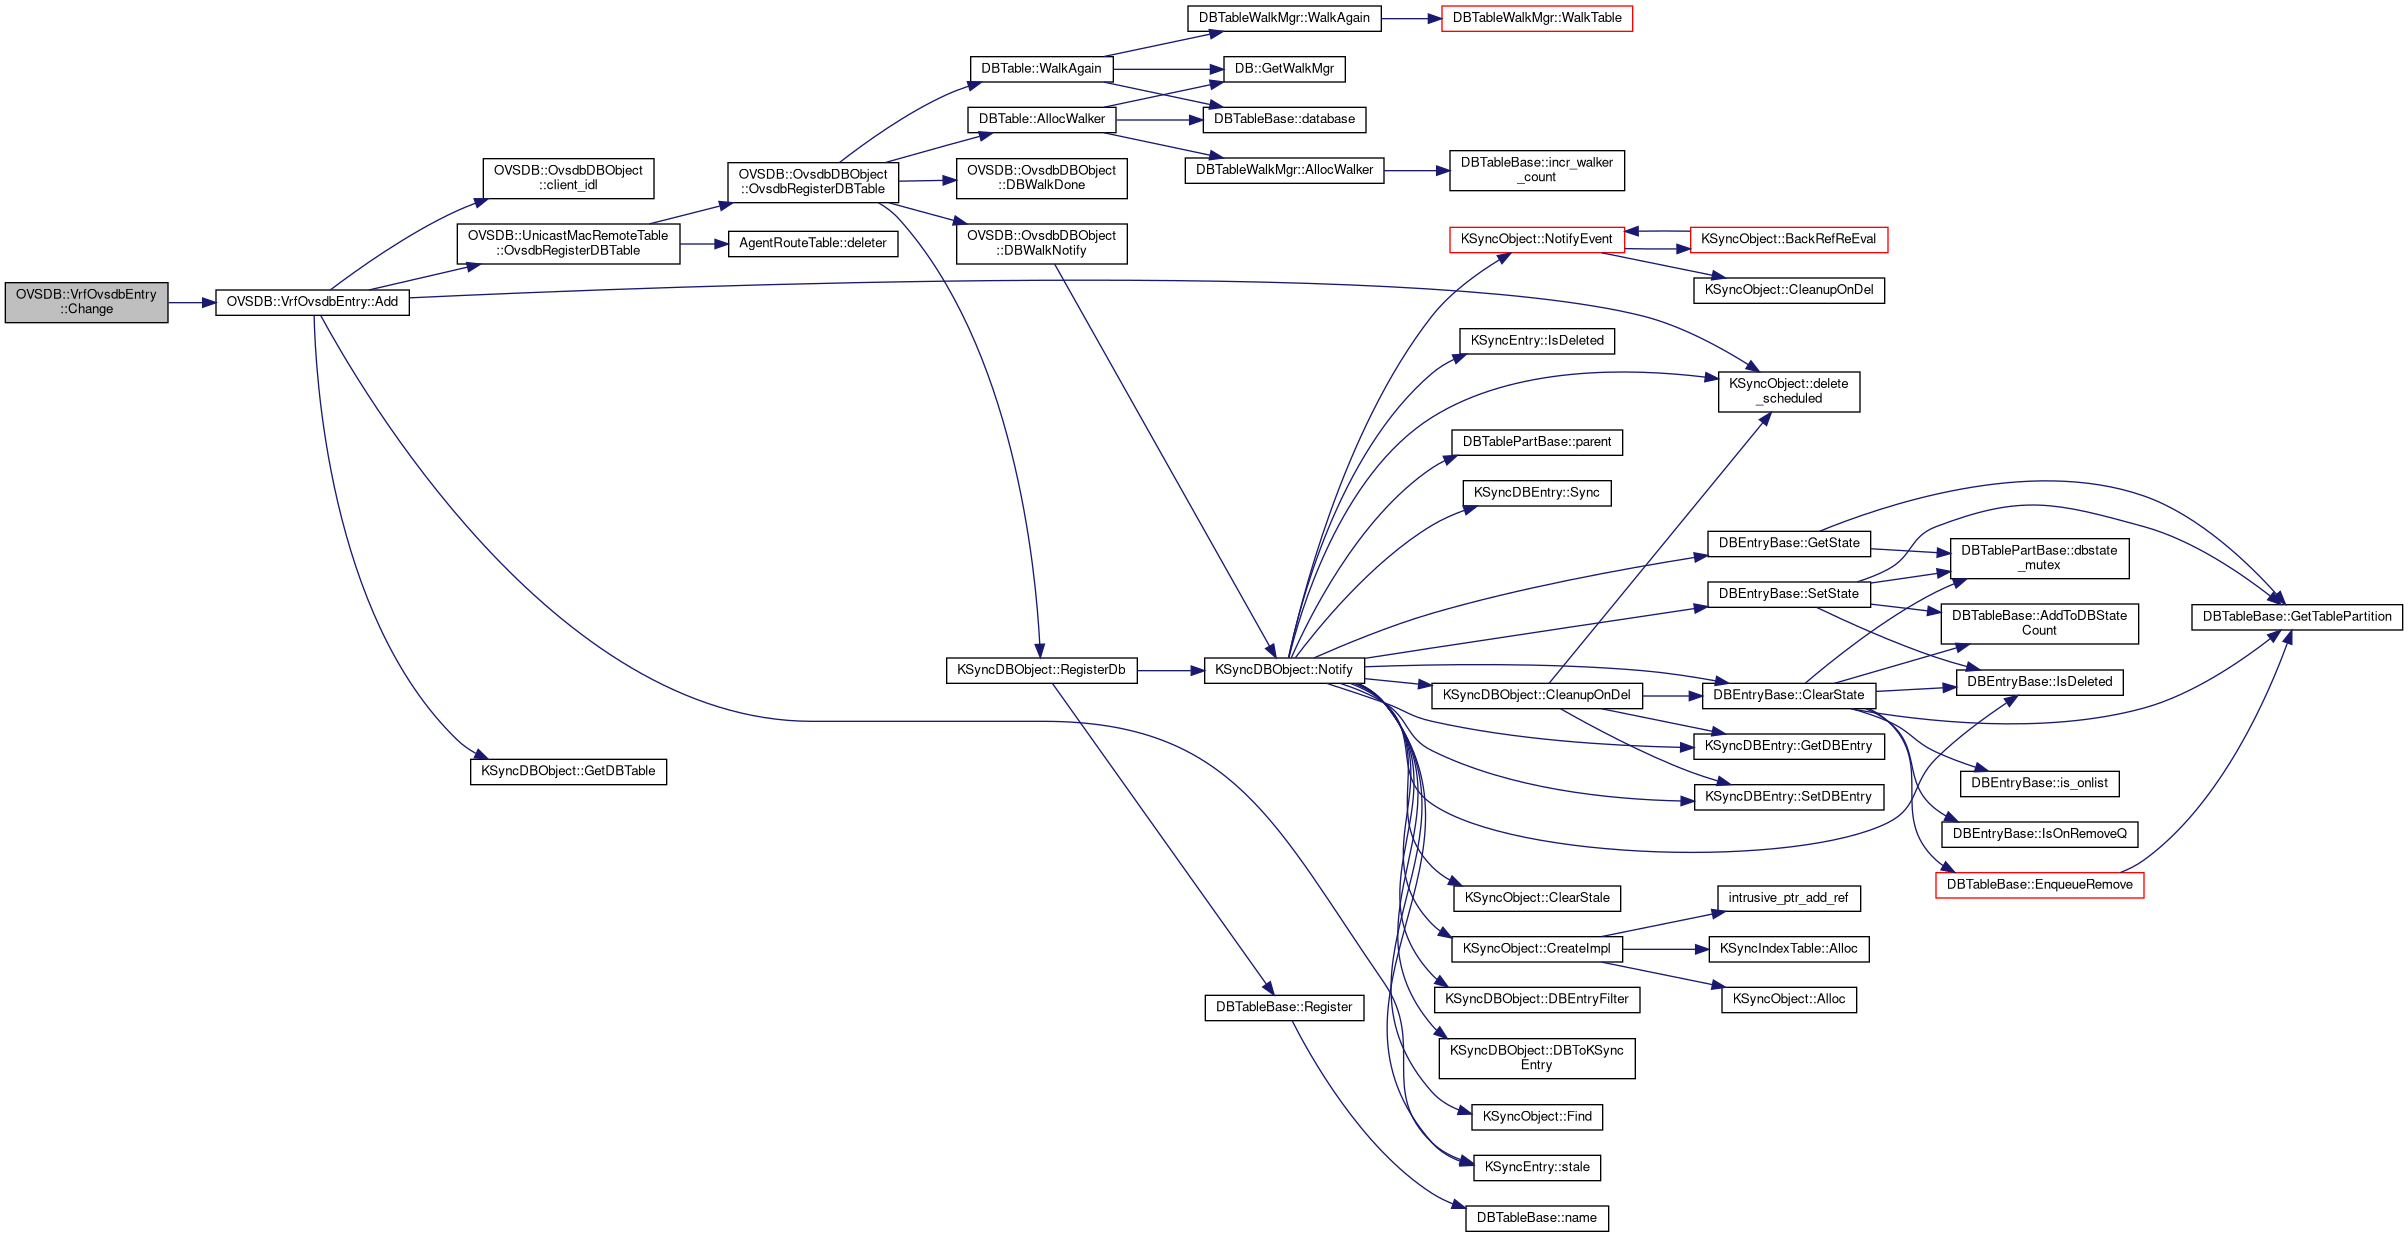 OVSDB::VrfOvsdbEntry
::Change
OVSDB::VrfOvsdbEntry::Add
OVSDB::OvsdbDBObject
::client_idl
OVSDB::UnicastMacRemoteTable
::OvsdbRegisterDBTable
KSyncDBObject::GetDBTable
OVSDB::OvsdbDBObject
::OvsdbRegisterDBTable
AgentRouteTable::deleter
DBTable::WalkAgain
DBTable::AllocWalker
OVSDB::OvsdbDBObject
::DBWalkDone
OVSDB::OvsdbDBObject
::DBWalkNotify
KSyncDBObject::RegisterDb
DBTableWalkMgr::WalkAgain
DB::GetWalkMgr
DBTableBase::database
DBTableWalkMgr::AllocWalker
KSyncDBObject::Notify
DBTableBase::Register
DBTableWalkMgr::WalkTable
DBTableBase::incr_walker
_count
KSyncObject::NotifyEvent
KSyncEntry::IsDeleted
DBTablePartBase::parent
KSyncDBEntry::Sync
KSyncDBObject::CleanupOnDel
KSyncObject::ClearStale
KSyncObject::CreateImpl
KSyncDBObject::DBEntryFilter
KSyncDBObject::DBToKSync
Entry
KSyncObject::Find
KSyncEntry::stale
DBTableBase::name
KSyncObject::BackRefReEval
KSyncObject::CleanupOnDel
KSyncObject::delete
_scheduled
DBEntryBase::GetState
DBEntryBase::SetState
DBEntryBase::ClearState
KSyncDBEntry::GetDBEntry
KSyncDBEntry::SetDBEntry
intrusive_ptr_add_ref
KSyncIndexTable::Alloc
KSyncObject::Alloc
DBTablePartBase::dbstate
_mutex
DBTableBase::AddToDBState
Count
DBEntryBase::IsDeleted
DBEntryBase::is_onlist
DBEntryBase::IsOnRemoveQ
DBTableBase::EnqueueRemove
DBTableBase::GetTablePartition